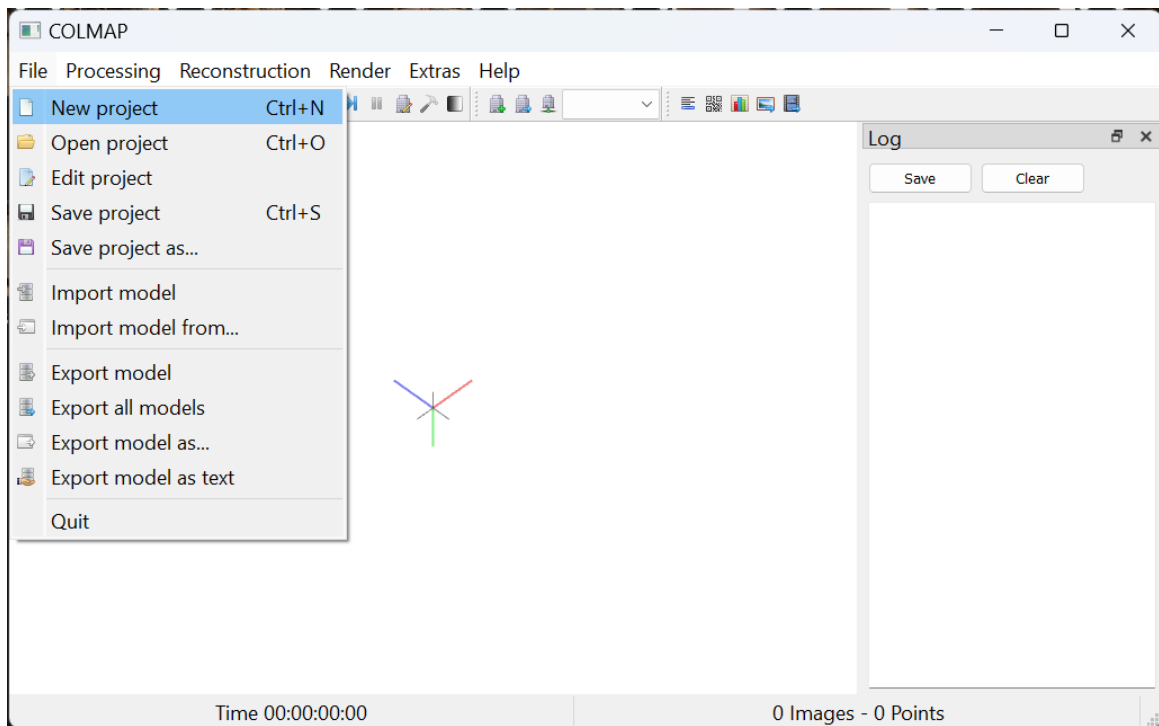 COLMAP
File Processing Reconstruction Render Extras Help
New project Ctrl+N
Open project Ctrl+O
Edit project
Save project Ctrl+S
Save project as...
Import model
Import model from...
Export model
Export all models
Export model as...
Export model as text
Quit
Log
Save Clear
Time 00:00:00:00 0 Images - 0 Points